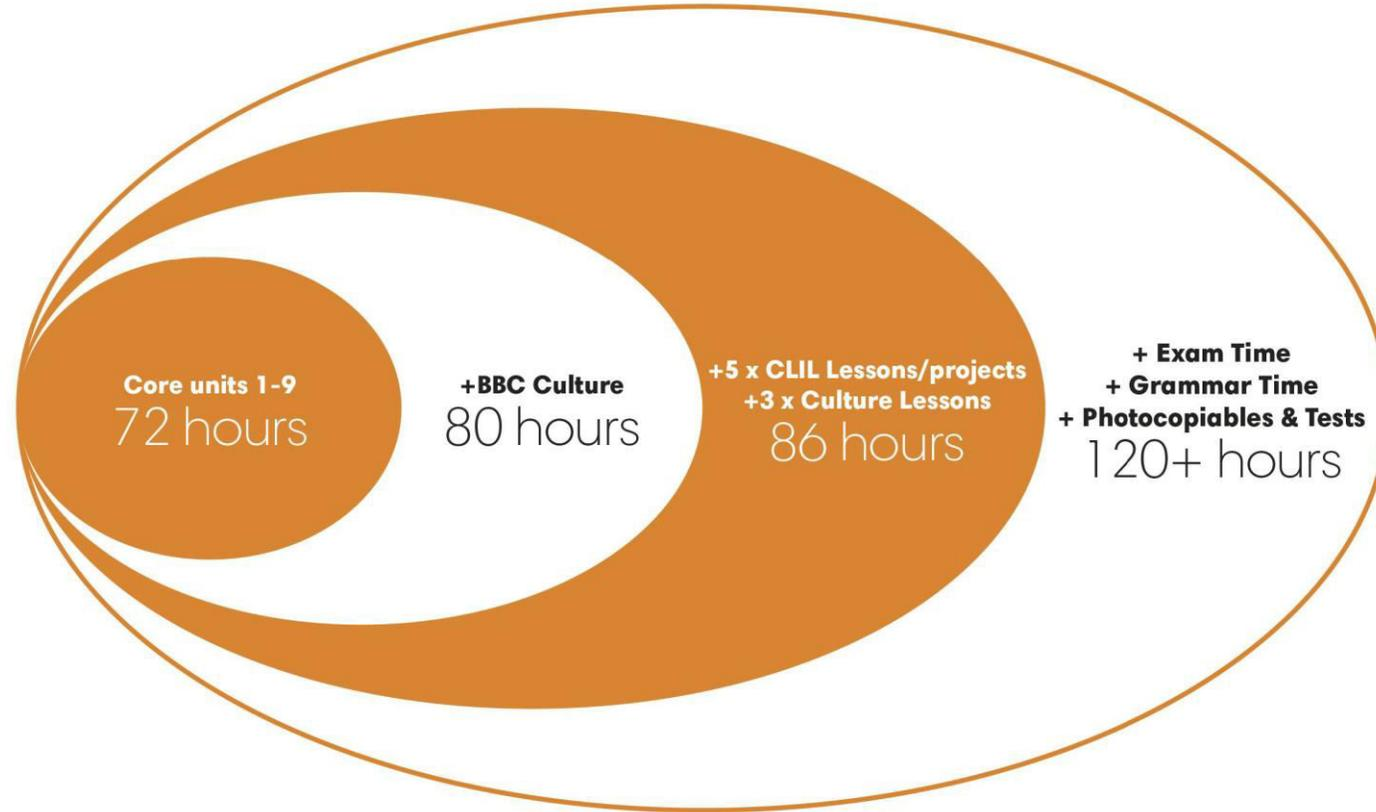 Core units 1-9
72 hours
+BBC Culture
80 hours
+5 x CLIL Lessons/projects
+3 x Culture Lessons
86 hours
+ Exam Time
+ Grammar Time
+ Photocopiables & Tests
120+ hours